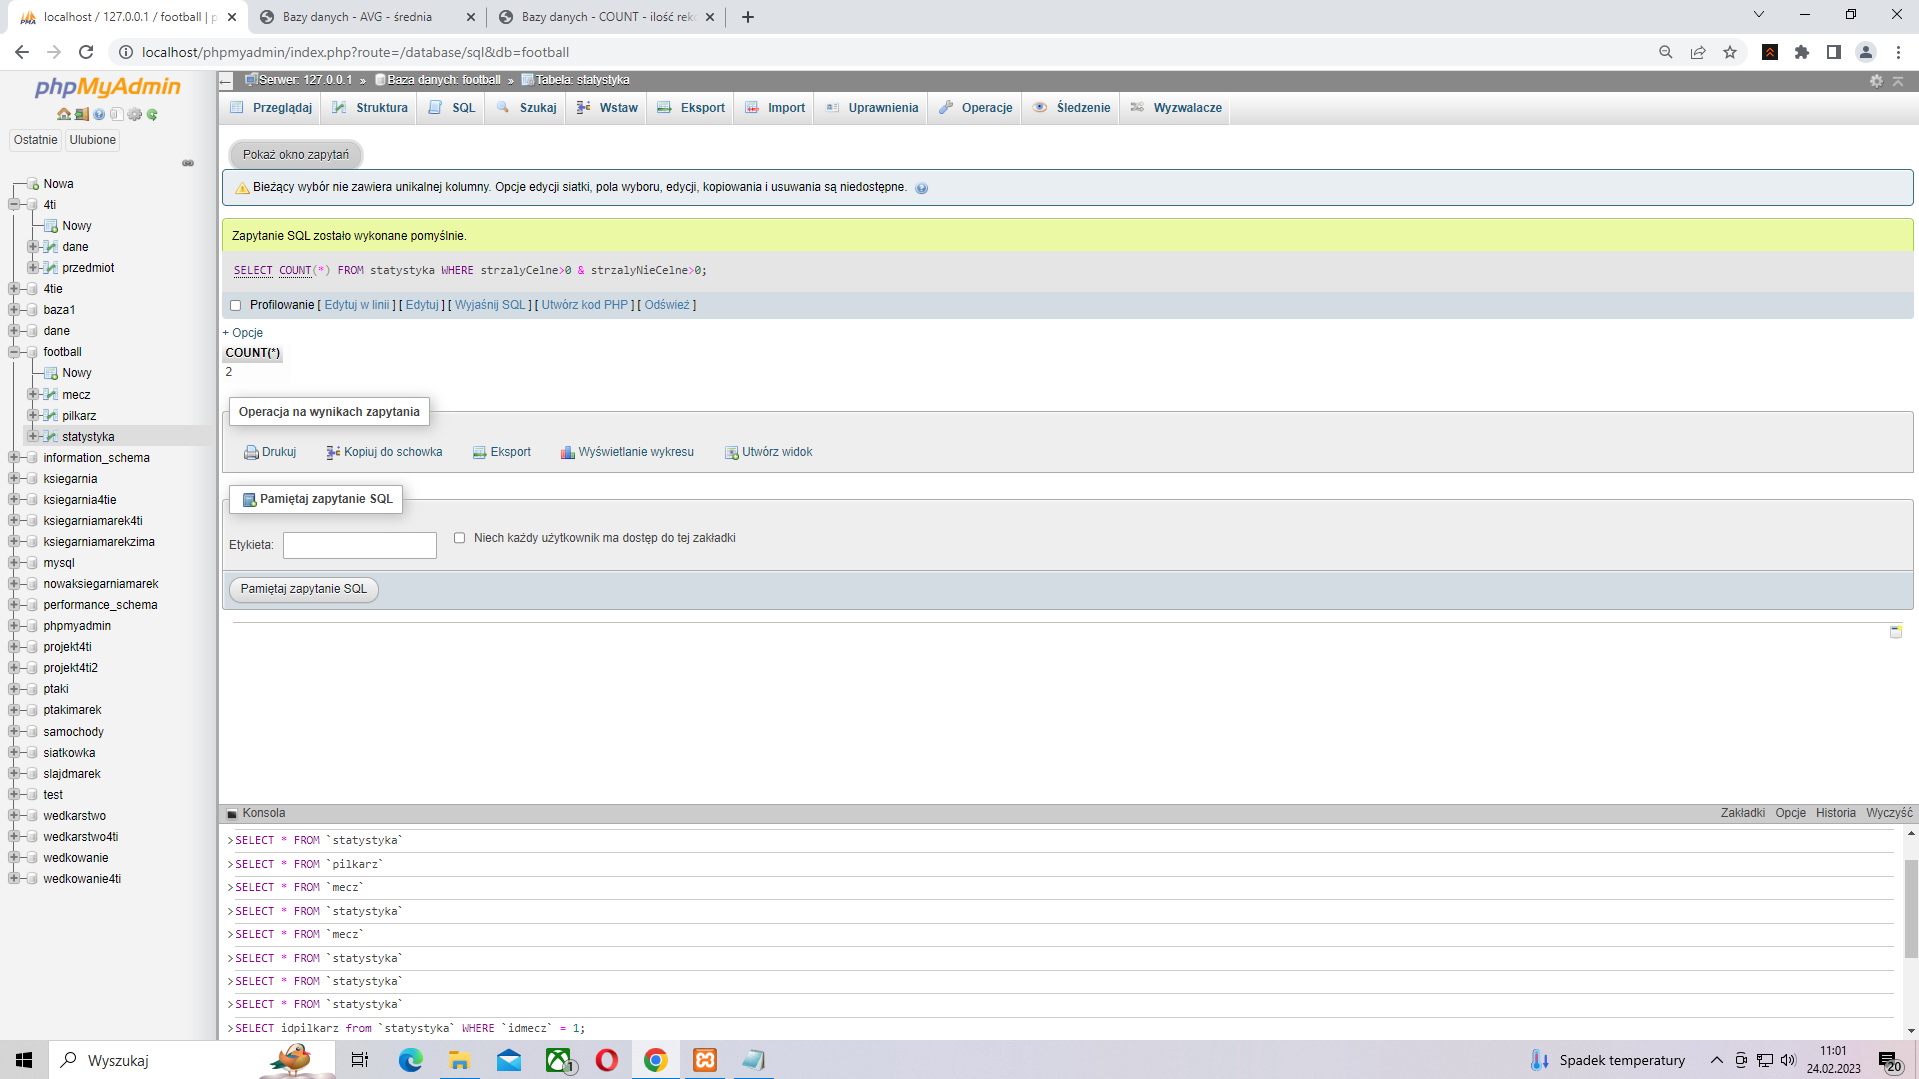 localhost / 127.0.0.1 / football | p
Bazy danych - AVG - średnia
Bazy danych - COUNT - ilość reko
localhost/phpmyadmin/index.php?route=/database/sql&db=football
phpMyAdmin
Ostatnie
Ulubione
Nowa
4ti
Nowy
dane
przedmiot
4tie
baza1
dane
football
Nowy
mecz
pilkarz
statystyka
information_schema
ksiegarnia
ksiegarnia4tie
ksiegarniamarek4ti
ksiegarniamarekzima
mysql
nowaksiegarniamarek
performance_schema
phpmyadmin
projekt4ti
projekt4ti2
ptaki
ptakimarek
samochody
siatkowka
slajdmarek
test
wedkarstwo
wedkarstwo4ti
wedkowanie
wedkowanie4ti
Serwer: 127.0.0.1 » Baza danych: football » Tabela: statystyka
Przeglądaj Struktura SQL Szukaj Wstaw Eksport Import Uprawnienia Operacje Śledzenie Wyzwalacze
Pokaż okno zapytań
Bieżący wybór nie zawiera unikalnej kolumny. Opcje edycji siatki, pola wyboru, edycji, kopiowania i usuwania są niedostępne.
Zapytanie SQL zostało wykonane pomyślnie.
SELECT COUNT(*) FROM statystyka WHERE strzalyCelne>0 & strzalyNieCelne>0;
Profilowanie [ Edytuj w linii ] [ Edytuj ] [ Wyjaśnij SQL ] [ Utwórz kod PHP ] [ Odśwież ]
+ Opcje
COUNT(*)
2
Operacja na wynikach zapytania
Drukuj Kopiuj do schowka Eksport Wyświetlanie wykresu Utwórz widok
Pamiętaj zapytanie SQL
Etykieta:
Niech każdy użytkownik ma dostęp do tej zakładki
Pamiętaj zapytanie SQL
Konsola
Zakładki Opcje Historia Wyczyść
>SELECT * FROM `statystyka`
>SELECT * FROM `pilkarz`
>SELECT * FROM `mecz`
>SELECT * FROM `statystyka`
>SELECT * FROM `mecz`
>SELECT * FROM `statystyka`
>SELECT * FROM `statystyka`
>SELECT * FROM `statystyka`
>SELECT idpilkarz from `statystyka` WHERE `idmecz` = 1;
Wyszukaj
1
Spadek temperatury
11:01
24.02.2023
20